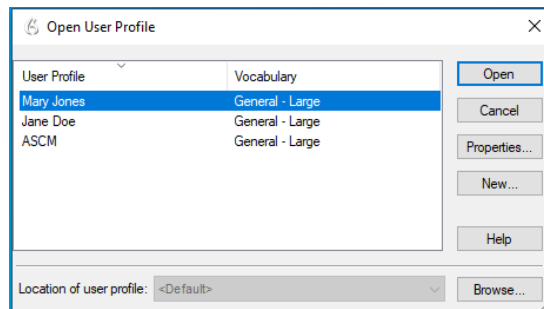 Open User Profile
User Profile Vocabulary
Mary Jones General - Large
Jane Doe General - Large
ASCM General - Large
Open
Cancel
Properties...
New...
Help
Location of user profile: <Default>
Browse...